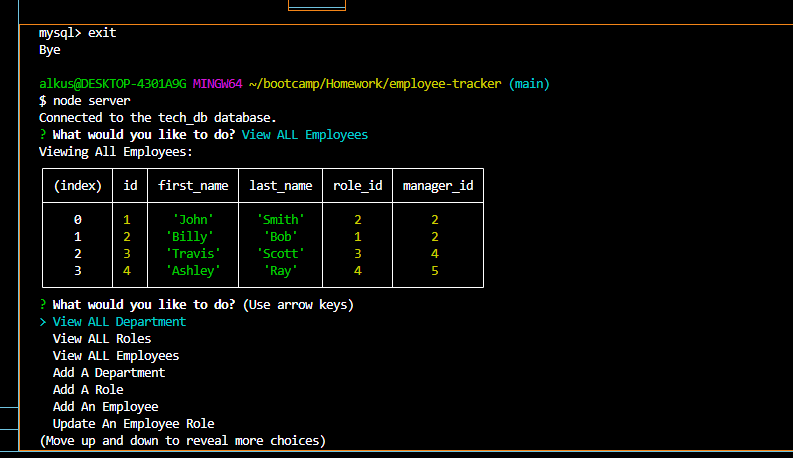 mysql> exit
Bye
alkus@DESKTOP-4301A9G MINGW64 ~/bootcamp/Homework/employee-tracker (main)
$ node server
Connected to the tech_db database.
? What would you like to do? View ALL Employees
Viewing All Employees:
(index) id first_name last_name role_id manager_id
0 1 'John' 'Smith' 2 2
1 2 'Billy' 'Bob' 1 2
2 3 'Travis' 'Scott' 3 4
3 4 'Ashley' 'Ray' 4 5
? What would you like to do? (Use arrow keys)
> View ALL Department
View ALL Roles
View ALL Employees
Add A Department
Add A Role
Add An Employee
Update An Employee Role
(Move up and down to reveal more choices)